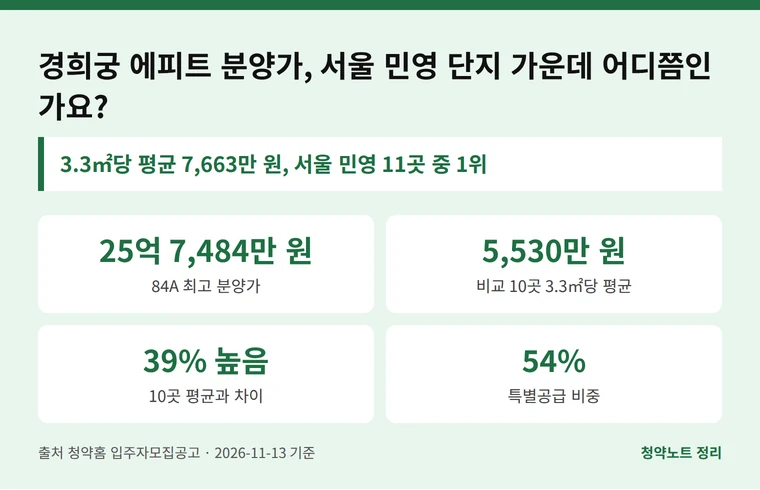 경희궁 에피트 분양가, 서울 민영 단지 가운데 어디쯤인
가요?
3.3㎡당 평균 7,663만 원, 서울 민영 11곳 중 1위
25억 7,484만 원
84A 최고 분양가
5,530만 원
비교 10곳 3.3㎡당 평균
39% 높음
10곳 평균과 차이
54%
특별공급 비중
출처 청약홈 입주자모집공고 · 2026-11-13 기준
청약노트 정리